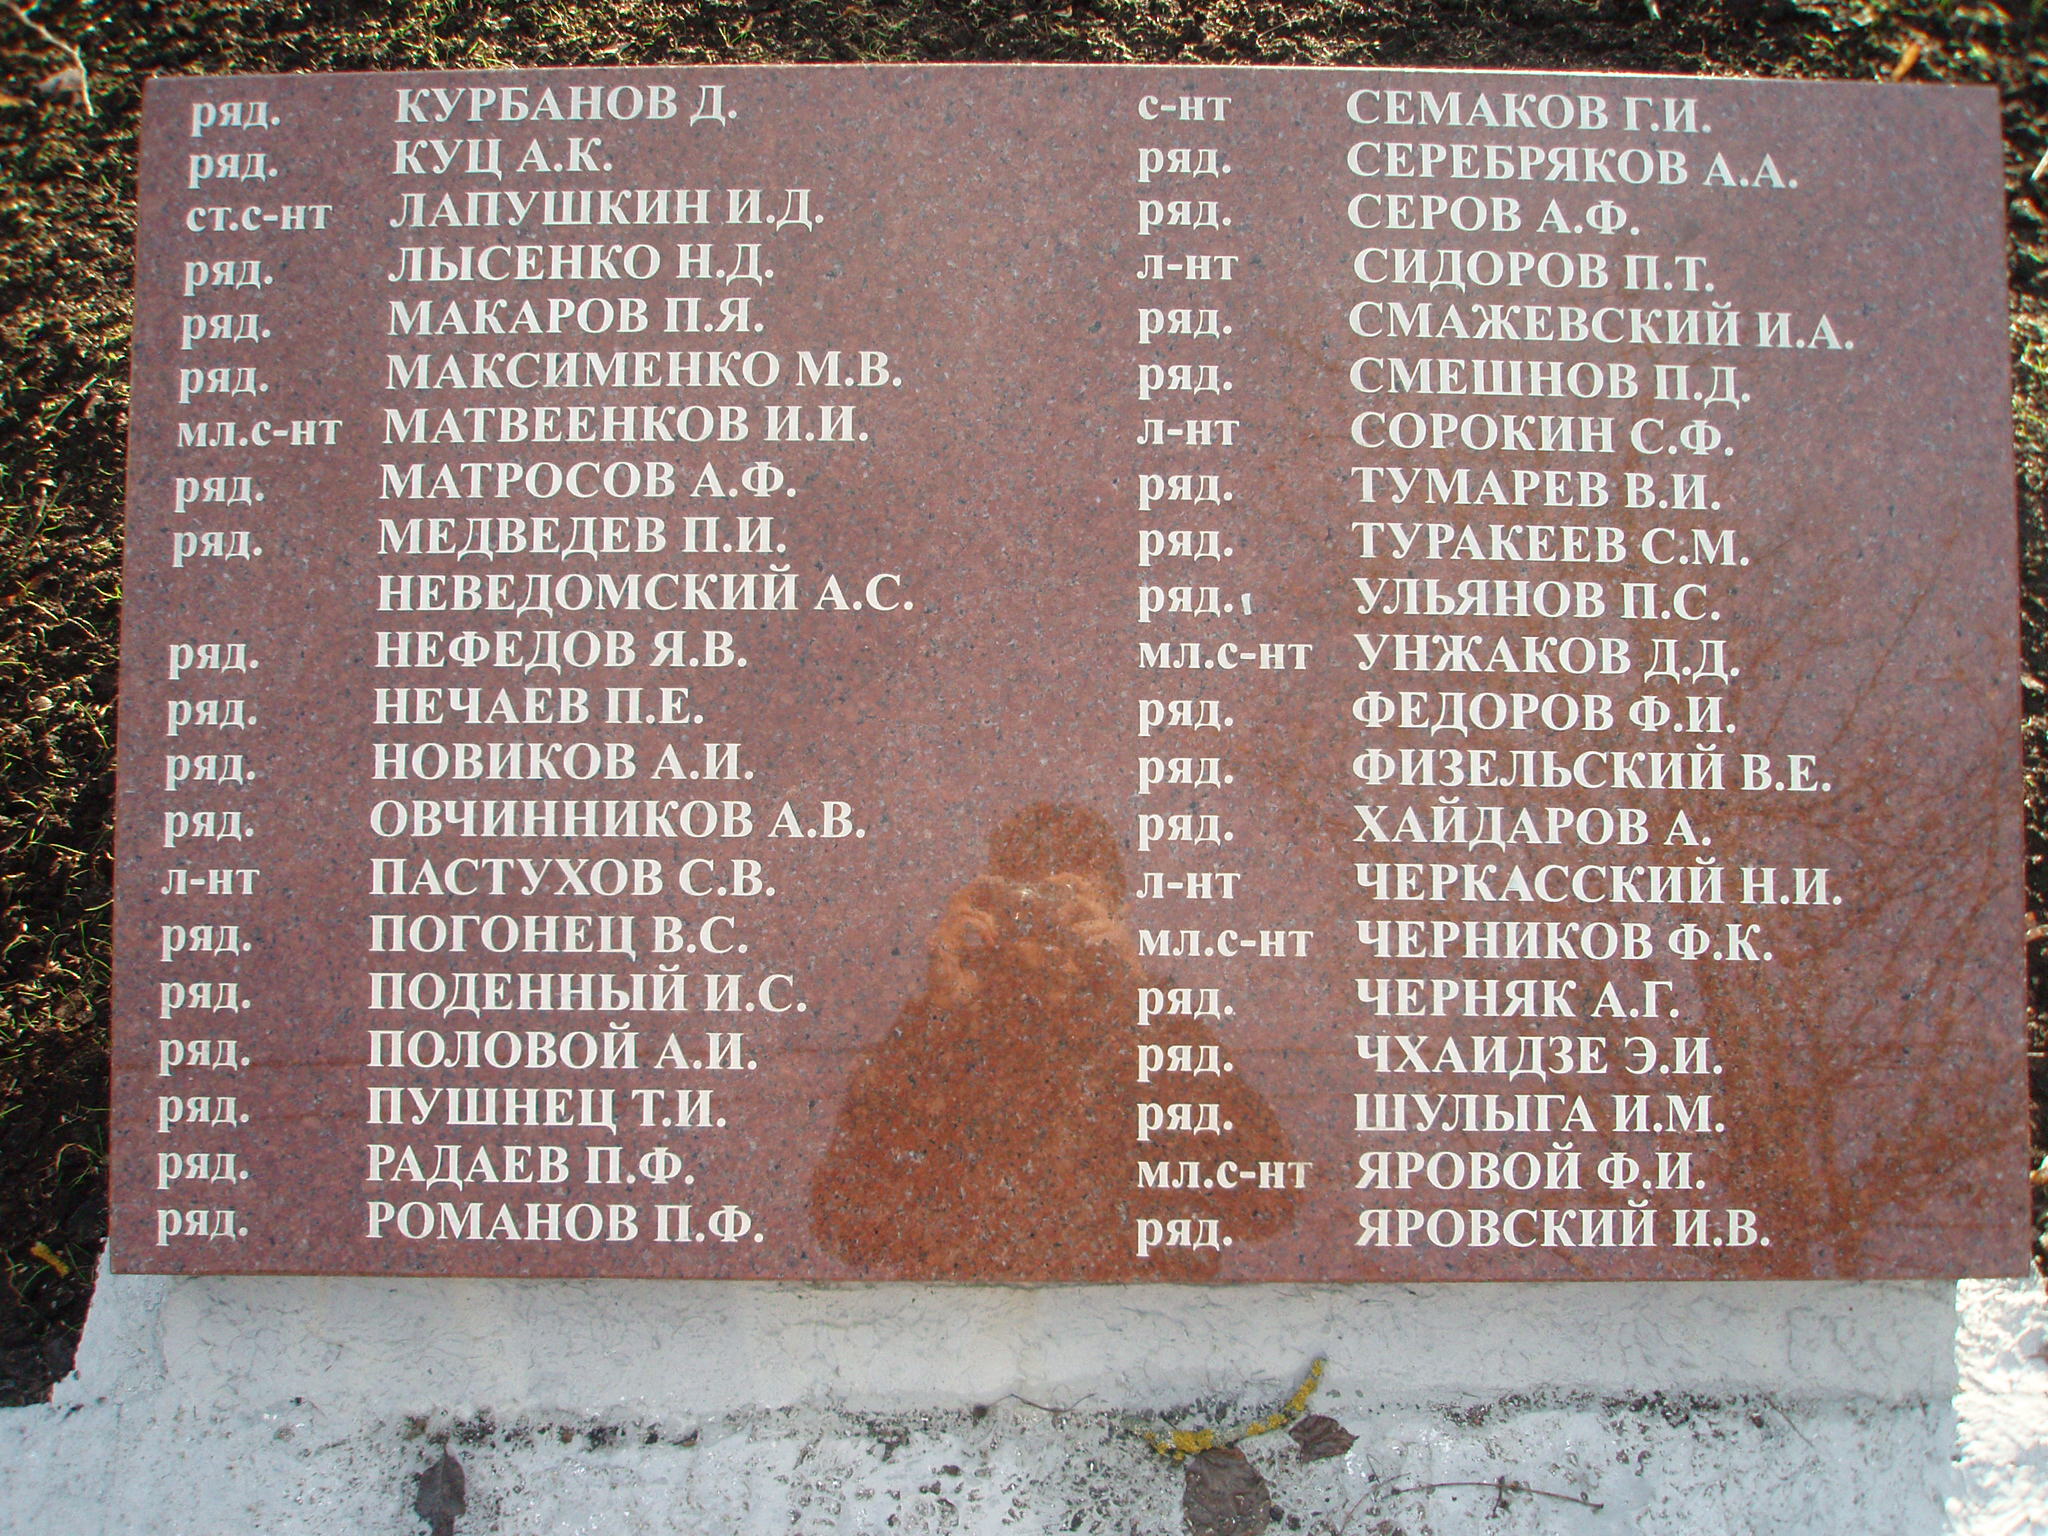 ряд. КУРБАНОВ Д.
ряд. КУЦ А.К.
ст.с-нт ЛАПУШКИН И.Д.
ряд. ЛЫСЕНКО Н.Д.
ряд. МАКАРОВ П.Я.
ряд. МАКСИМЕНКО М.В.
мл.с-нт МАТВЕЕНКОВ И.И.
ряд. МАТРОСОВ А.Ф.
ряд. МЕДВЕДЕВ П.И.
НЕВЕДОМСКИЙ А.С.
ряд. НЕФЕДОВ Я.В.
ряд. НЕЧАЕВ П.Е.
ряд. НОВИКОВ А.И.
ряд. ОВЧИННИКОВ А.В.
л-нт ПАСТУХОВ С.В.
ряд. ПОГОНЕЦ В.С.
ряд. ПОДЕННЫЙ И.С.
ряд. ПОЛОВОЙ А.И.
ряд. ПУШНЕЦ Т.И.
ряд. РАДАЕВ П.Ф.
ряд. РОМАНОВ П.Ф.
с-нт СЕМАКОВ Г.И.
ряд. СЕРЕБРЯКОВ А.А.
ряд. СЕРОВ А.Ф.
л-нт СИДОРОВ П.Т.
ряд. СМАЖЕВСКИЙ И.А.
ряд. СМЕШНОВ П.Д.
л-нт СОРОКИН С.Ф.
ряд. ТУМАРЕВ В.И.
ряд. ТУРАКЕЕВ С.М.
ряд. УЛЬЯНОВ П.С.
мл.с-нт УНЖАКОВ Д.Д.
ряд. ФЕДОРОВ Ф.И.
ряд. ФИЗЕЛЬСКИЙ В.Е.
ряд. ХАЙДАРОВ А.
л-нт ЧЕРКАССКИЙ Н.И.
мл.с-нт ЧЕРНИКОВ Ф.К.
ряд. ЧЕРНЯК А.Г.
ряд. ЧХАИДЗЕ Э.И.
ряд. ШУЛЫГА И.М.
мл.с-нт ЯРОВОЙ Ф.И.
ряд. ЯРОВСКИЙ И.В.